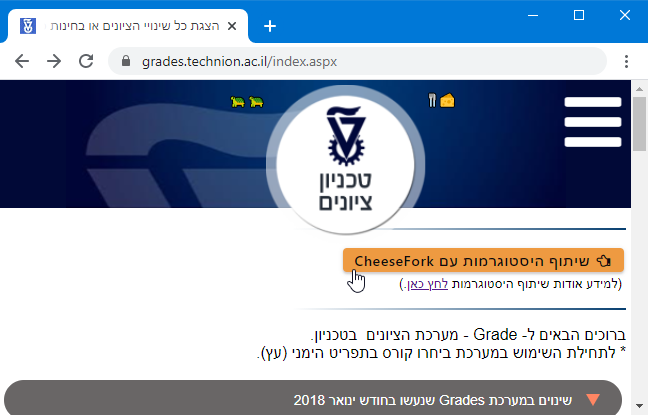 הצגת כל שינויי הציונים או בחינות
grades.technion.ac.il/index.aspx
טכניון
ציונים
שיתוף היסטוגרמות עם CheeseFork
(למידע אודות שיתוף היסטוגרמות לחץ כאן.)
ברוכים הבאים ל- Grade - מערכת הציונים בטכניון.
* לתחילת השימוש במערכת ביחרו קורס בתפריט הימני (עץ).
שינוים במערכת Grades שנעשו בחודש ינואר 2018